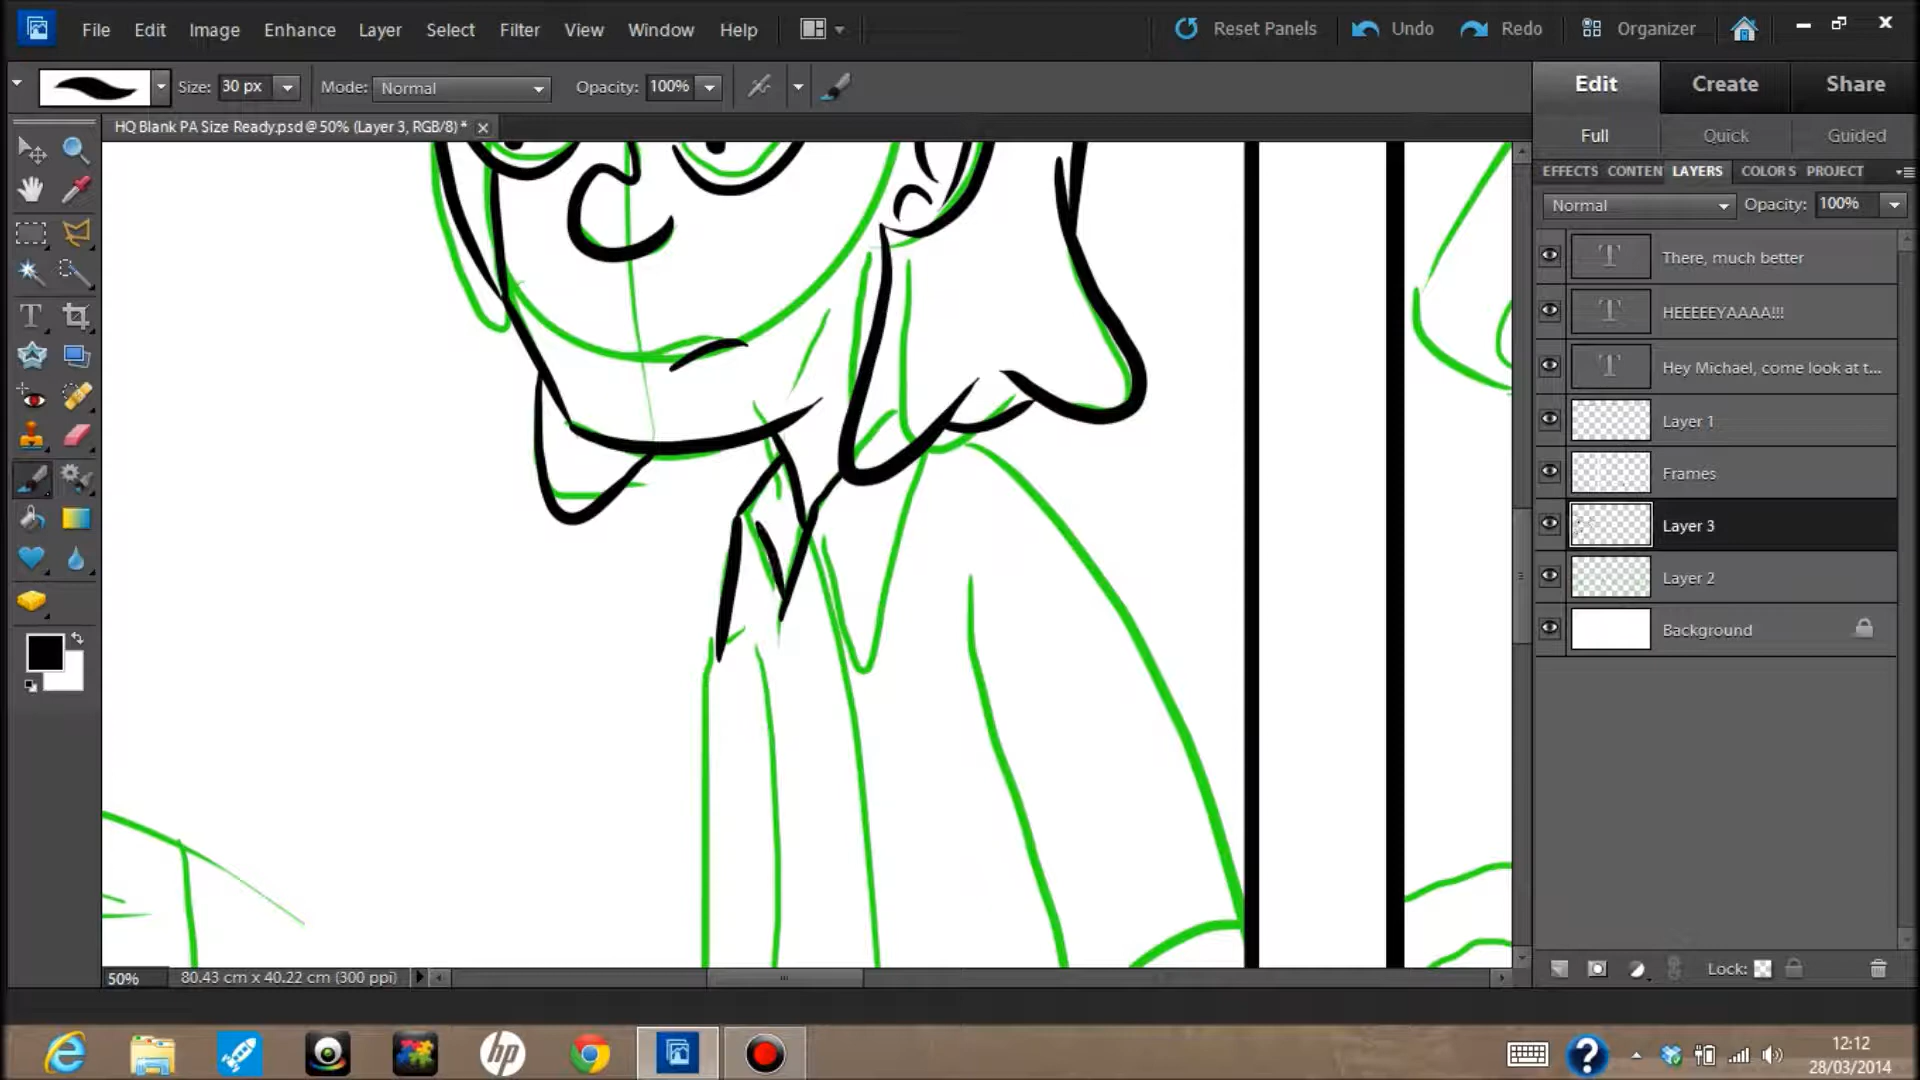 File Edit Image Enhance Layer Select Filter View Window Help Reset Panels Undo Redo Organizer
Size: 30 px Mode: Normal Opacity: 100%
Edit Create Share
HQ Blank PA Size Ready.psd @ 50% (Layer 3, RGB/8) *
Full Quick Guided
EFFECTS CONTEN LAYERS COLORS PROJECT
Normal Opacity: 100%
T There, much better
T HEEEEEYAAAA!!!
T Hey Michael, come look at t...
Layer 1
Frames
Layer 3
Layer 2
Background
T
50% 80.43 cm x 40.22 cm (300 ppi)
Lock:
hp
12:12
28/03/2014